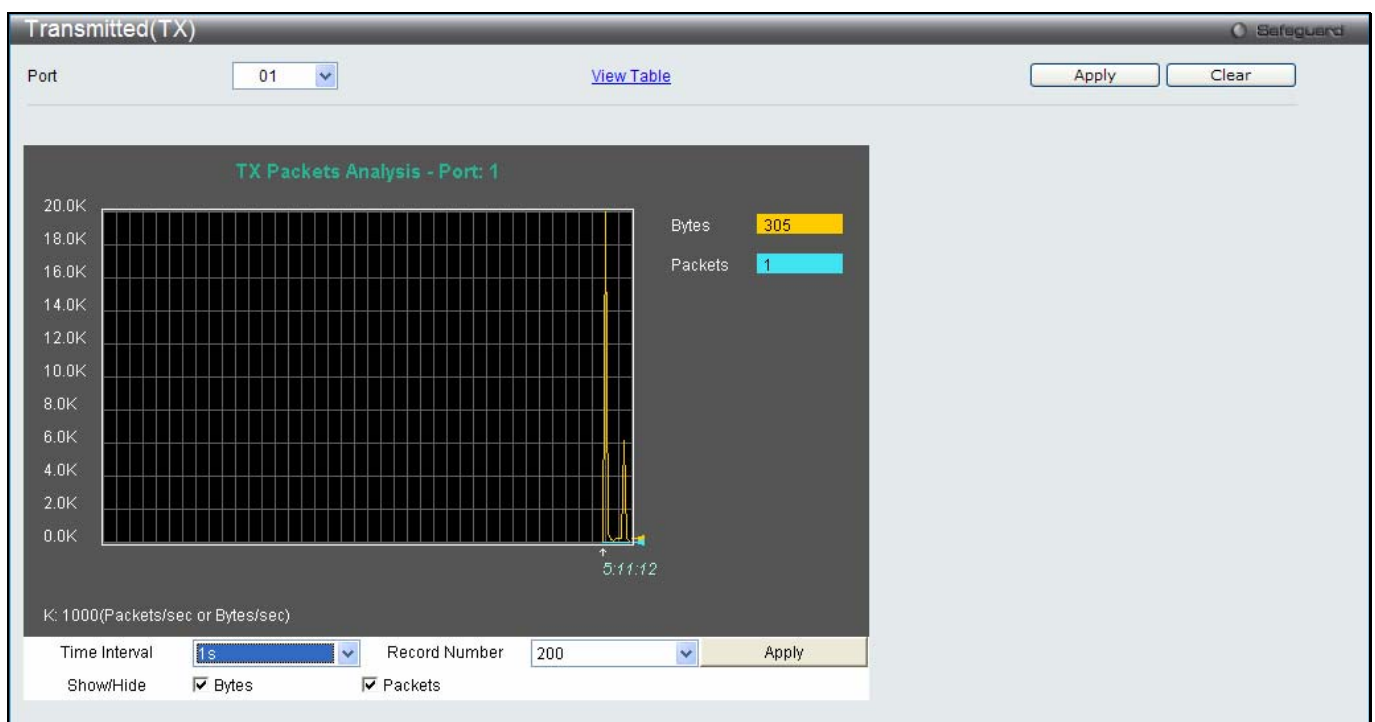 Transmitted(TX)
Safeguard
Port
01
View Table
Apply
Clear
TX Packets Analysis - Port: 1
20.0K
18.0K
16.0K
14.0K
12.0K
10.0K
8.0K
6.0K
4.0K
2.0K
0.0K
Bytes 305
Packets 1
5:11:12
K: 1000(Packets/sec or Bytes/sec)
Time Interval 1s Record Number 200 Apply
Show/Hide Bytes Packets